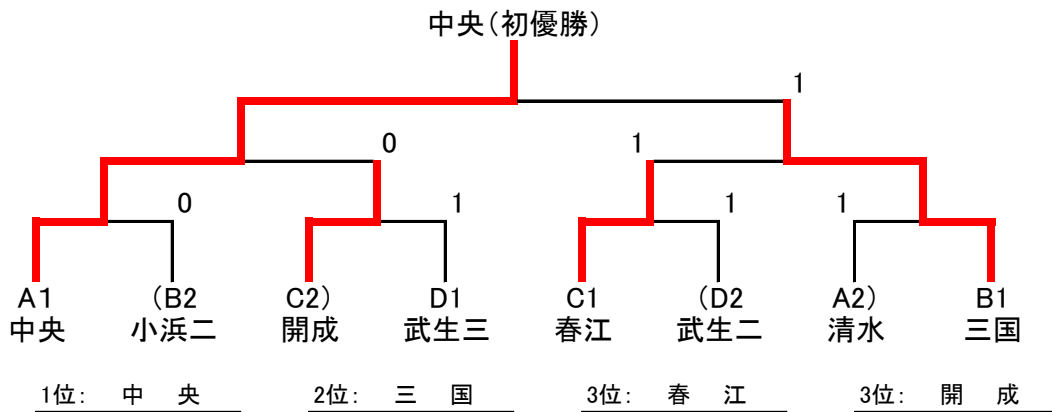 中央(初優勝)
1
0 1
0 1 1 1
A1 (B2 C2) D1 C1 (D2 A2) B1
中央 小浜二 開成 武生三 春江 武生二 清水 三国
1位: 中 央 2位: 三 国 3位: 春 江 3位: 開 成